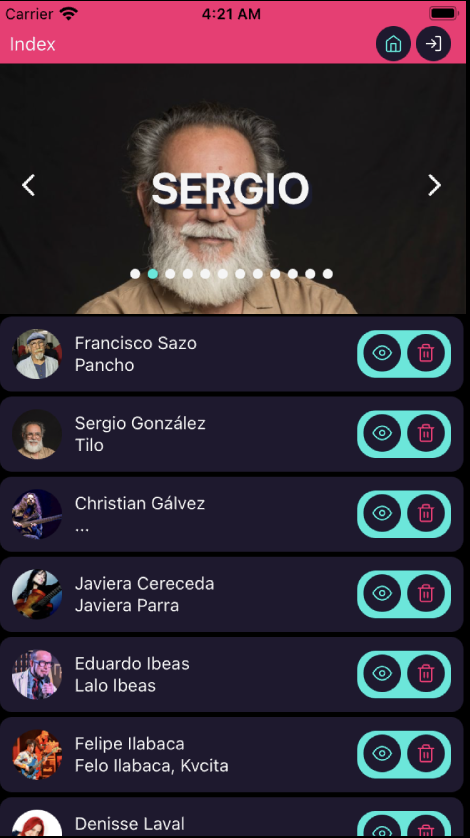 Carrier
4:21 AM
Index
SERGIO
Francisco Sazo
Pancho
Sergio González
Tilo
Christian Gálvez
...
Javiera Cereceda
Javiera Parra
Eduardo Ibeas
Lalo Ibeas
Felipe Ilabaca
Felo Ilabaca, Kvcita
Denisse Laval